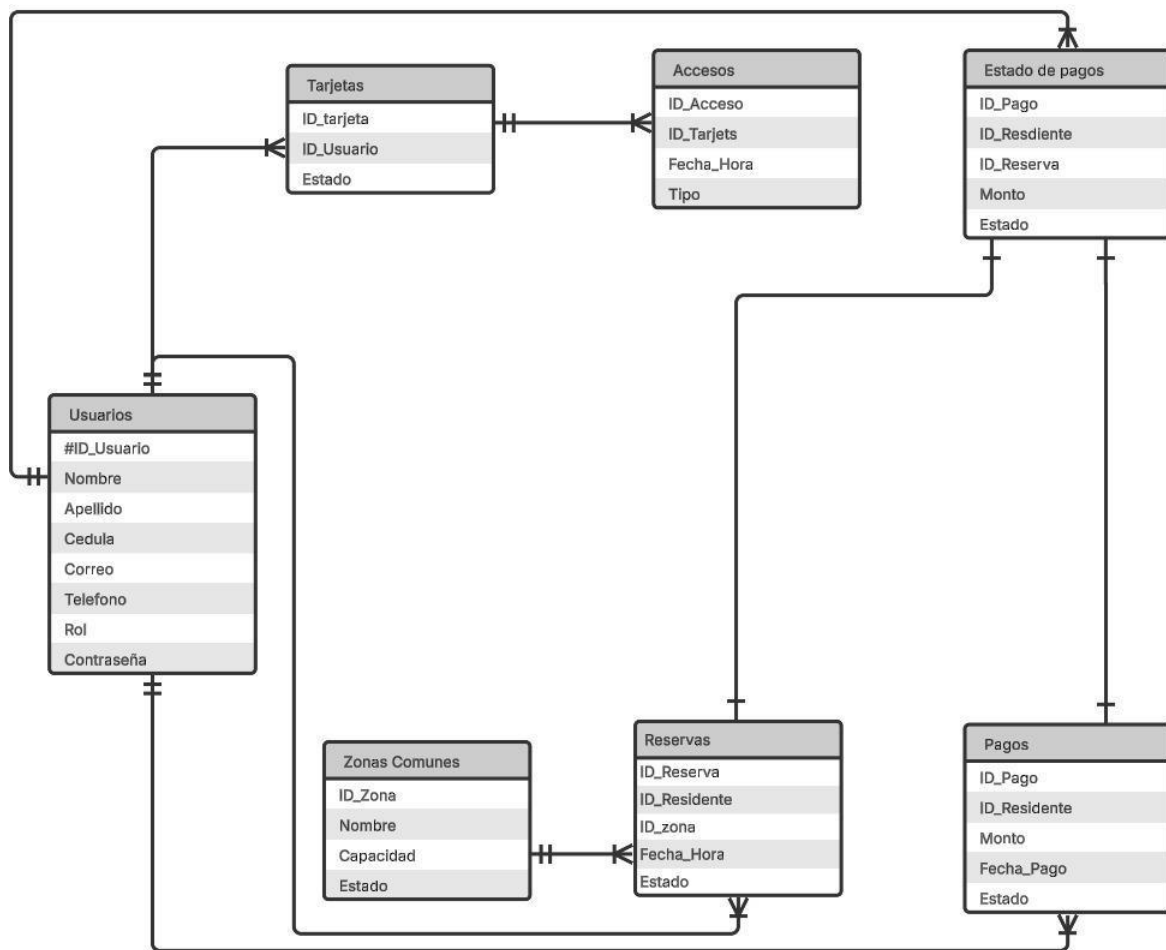 Tarjetas
ID_tarjeta
ID_Usuario
Estado
Accesos
ID_Acceso
ID_Tarjets
Fecha_Hora
Tipo
Estado de pagos
ID_Pago
ID_Resdiente
ID_Reserva
Monto
Estado
Usuarios
#ID_Usuario
Nombre
Apellido
Cedula
Correo
Telefono
Rol
Contraseña
Zonas Comunes
ID_Zona
Nombre
Capacidad
Estado
Reservas
ID_Reserva
ID_Residente
ID_zona
Fecha_Hora
Estado
Pagos
ID_Pago
ID_Residente
Monto
Fecha_Pago
Estado